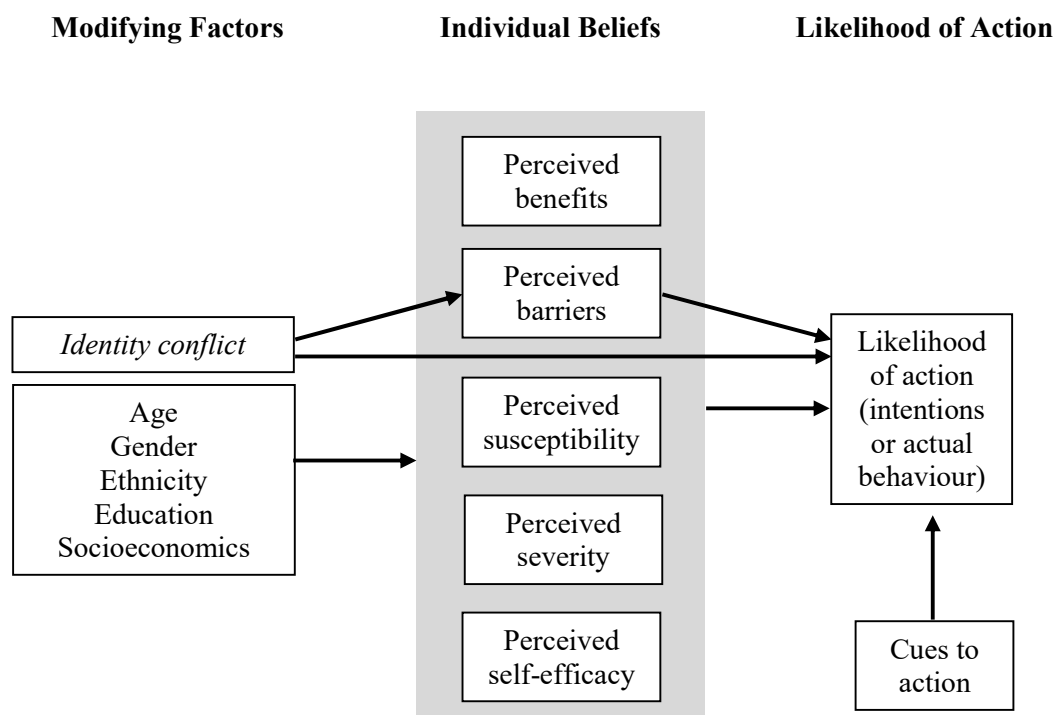 Modifying Factors
Individual Beliefs
Likelihood of Action
Perceived
benefits
Perceived
barriers
Identity conflict
Likelihood
of action
(intentions
or actual
behaviour)
Age
Gender
Ethnicity
Education
Socioeconomics
Perceived
susceptibility
Perceived
severity
Perceived
self-efficacy
Cues to
action